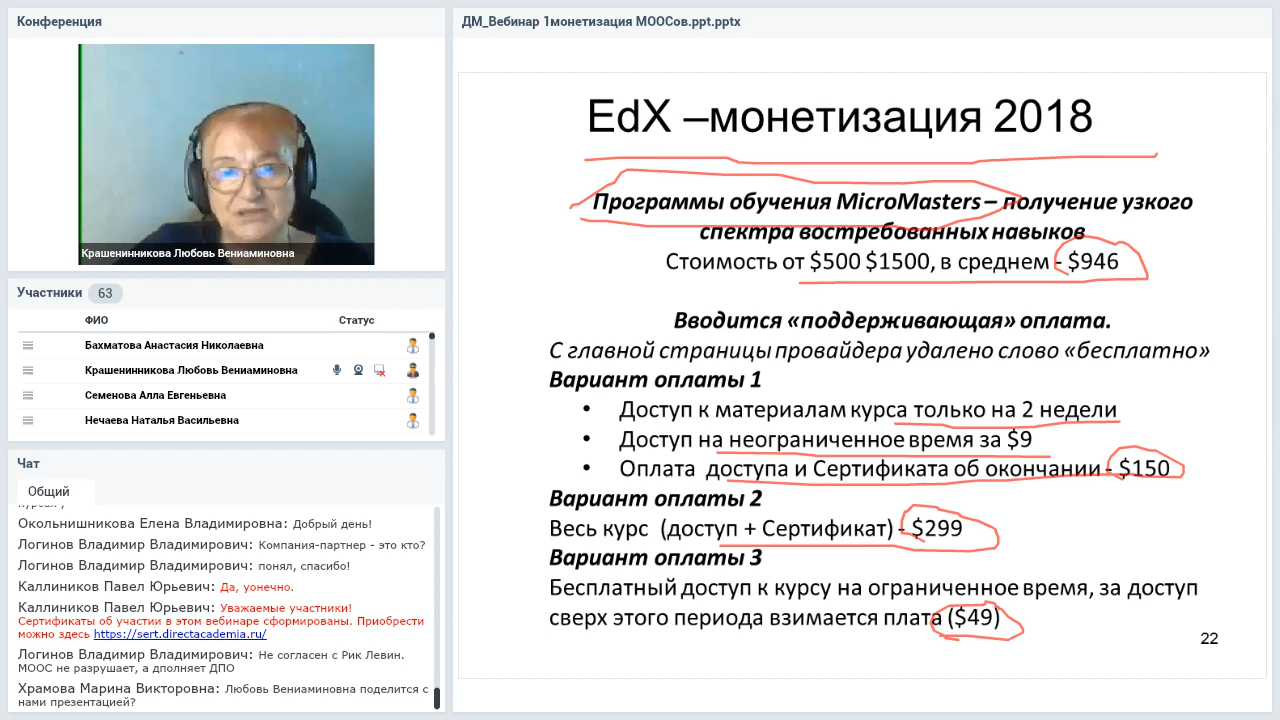 Конференция
Крашенинникова Любовь Вениаминовна
Участники 63
ФИО Статус
Бахматова Анастасия Николаевна
Крашенинникова Любовь Вениаминовна
Семенова Алла Евгеньевна
Нечаева Наталья Васильевна
Чат
Общий
Окольнишникова Елена Владимировна: Добрый день!
Логинов Владимир Владимирович: Компания-партнер - это кто?
Логинов Владимир Владимирович: понял, спасибо!
Каллиников Павел Юрьевич: Да, уонечно.
Каллиников Павел Юрьевич: Уважаемые участники!
Сертификаты об участии в этом вебинаре сформированы. Приобрести
можно здесь https://sert.directacademia.ru/
Логинов Владимир Владимирович: Не согласен с Рик Левин.
МООС не разрушает, а дполняет ДПО
Храмова Марина Викторовна: Любовь Вениаминовна поделится с
нами презентацией?
ДМ_Вебинар 1монетизация МООСов.ppt.pptx
EdX –монетизация 2018
Программы обучения MicroMasters – получение узкого
спектра востребованных навыков
Стоимость от $500 $1500, в среднем - $946
Вводится «поддерживающая» оплата.
С главной страницы провайдера удалено слово «бесплатно»
Вариант оплаты 1
• Доступ к материалам курса только на 2 недели
• Доступ на неограниченное время за $9
• Оплата доступа и Сертификата об окончании - $150
Вариант оплаты 2
Весь курс (доступ + Сертификат) - $299
Вариант оплаты 3
Бесплатный доступ к курсу на ограниченное время, за доступ
сверх этого периода взимается плата ($49)
22